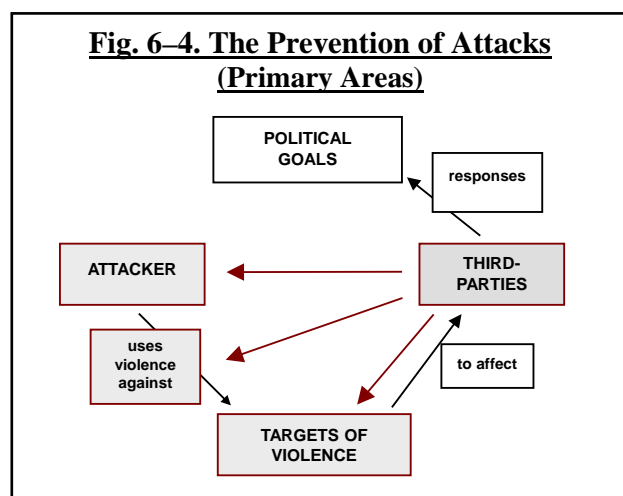 Fig. 6–4. The Prevention of Attacks
(Primary Areas)
POLITICAL
GOALS
responses
ATTACKER
THIRD-
PARTIES
uses
violence
against
to affect
TARGETS OF
VIOLENCE